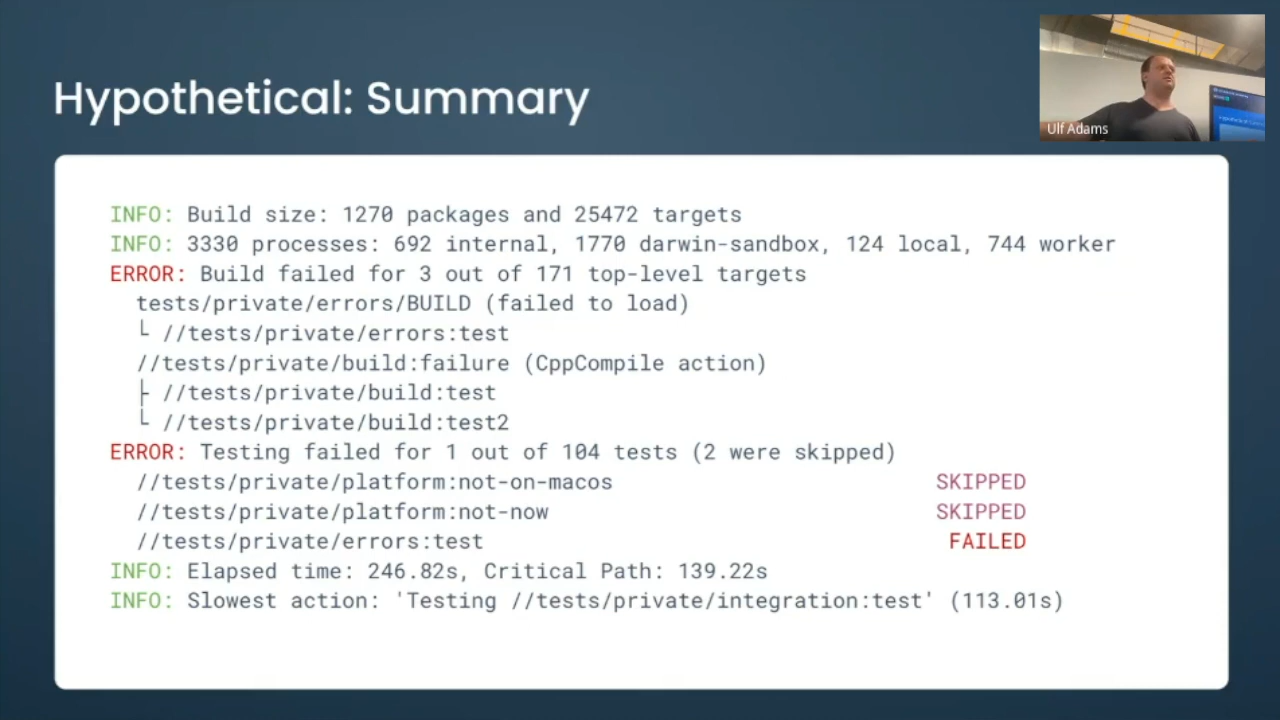 Hypothetical: Summary
Ulf Adams
INFO: Build size: 1270 packages and 25472 targets
INFO: 3330 processes: 692 internal, 1770 darwin-sandbox, 124 local, 744 worker
ERROR: Build failed for 3 out of 171 top-level targets
tests/private/errors/BUILD (failed to load)
└ //tests/private/errors:test
//tests/private/build:failure (CppCompile action)
├ //tests/private/build:test
└ //tests/private/build:test2
ERROR: Testing failed for 1 out of 104 tests (2 were skipped)
//tests/private/platform:not-on-macos SKIPPED
//tests/private/platform:not-now SKIPPED
//tests/private/errors:test FAILED
INFO: Elapsed time: 246.82s, Critical Path: 139.22s
INFO: Slowest action: 'Testing //tests/private/integration:test' (113.01s)